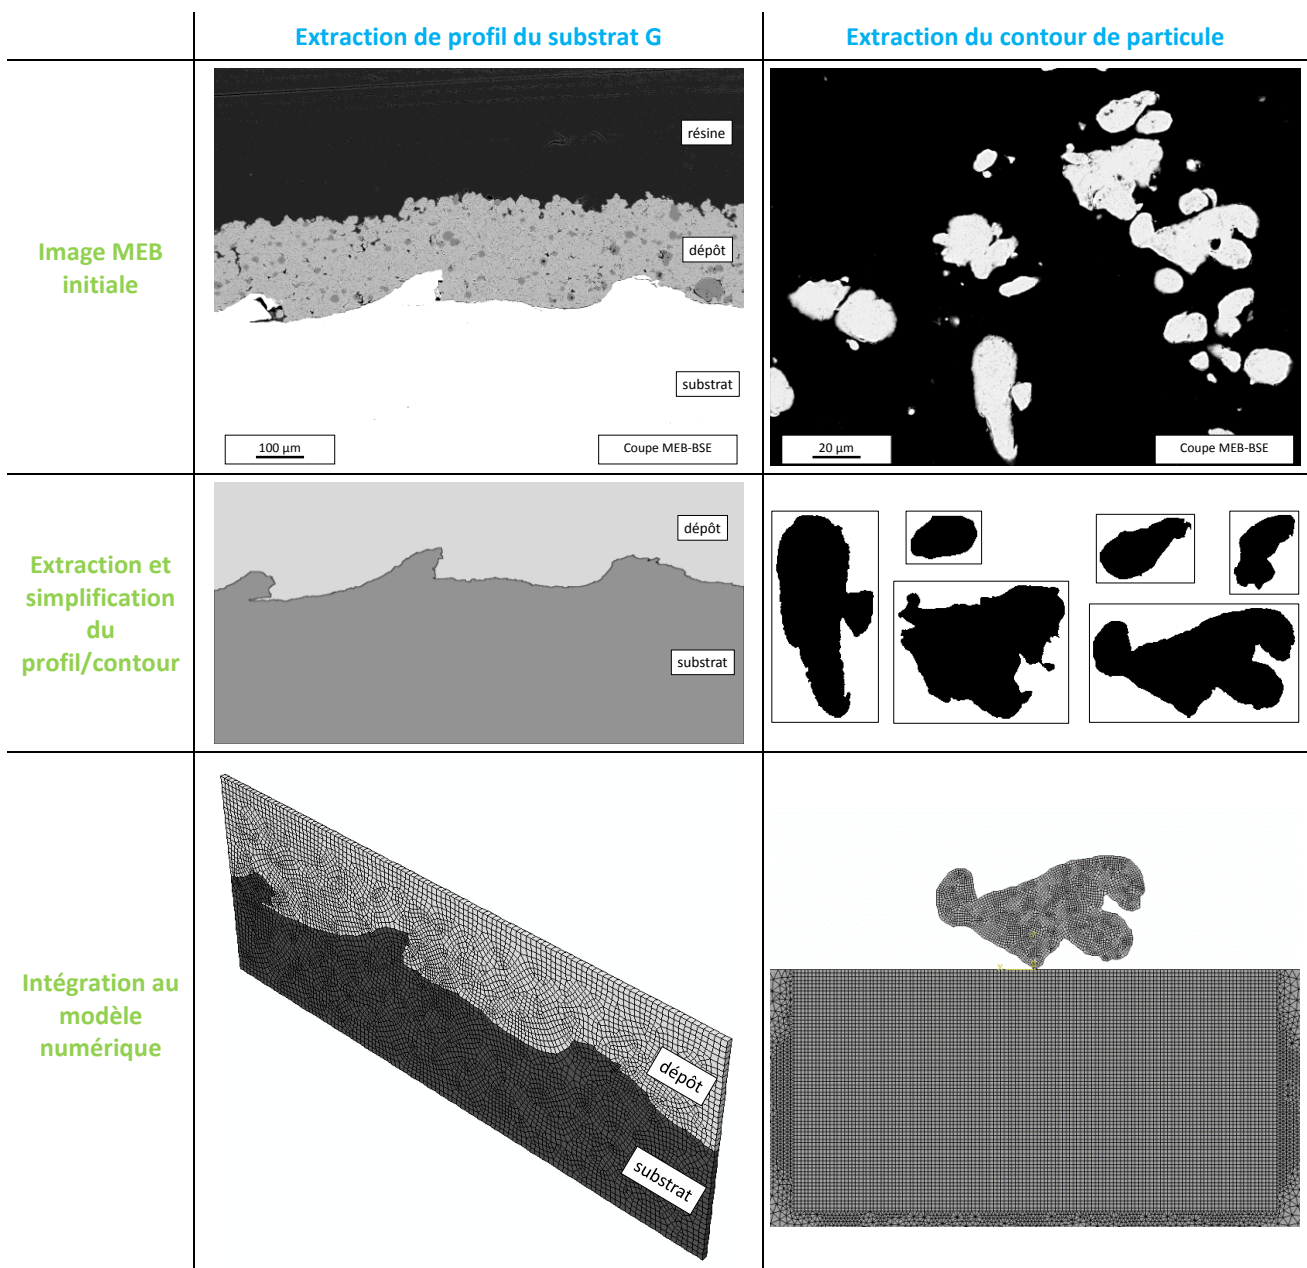 Extraction de profil du substrat G
Extraction du contour de particule
Image MEB
initiale
résine
dépôt
substrat
100 µm
Coupe MEB-BSE
20 µm
Coupe MEB-BSE
Extraction et
simplification
du
profil/contour
dépôt
substrat
Intégration au
modèle
numérique
dépôt
substrat